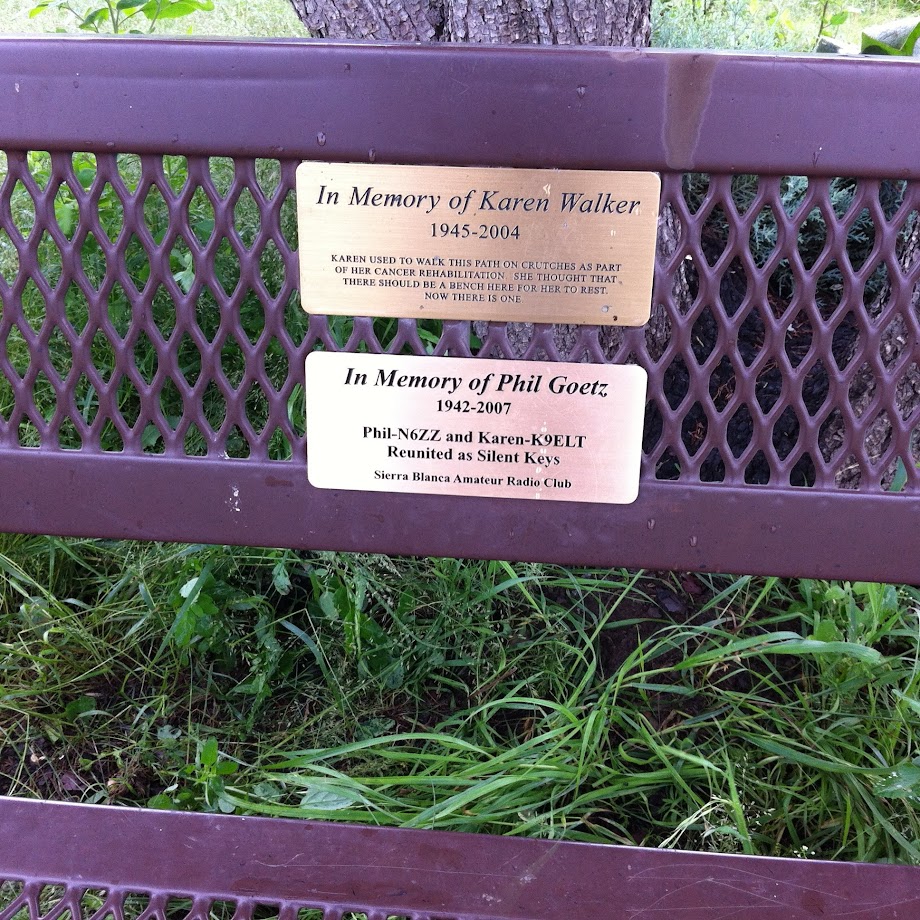 In Memory of Karen Walker
1945-2004
KAREN USED TO WALK THIS PATH ON CRUTCHES AS PART
OF HER CANCER REHABILITATION. SHE THOUGHT THAT
THERE SHOULD BE A BENCH HERE FOR HER TO REST.
NOW THERE IS ONE
In Memory of Phil Goetz
1942-2007
Phil-N6ZZ and Karen-K9ELT
Reunited as Silent Keys
Sierra Blanca Amateur Radio Club